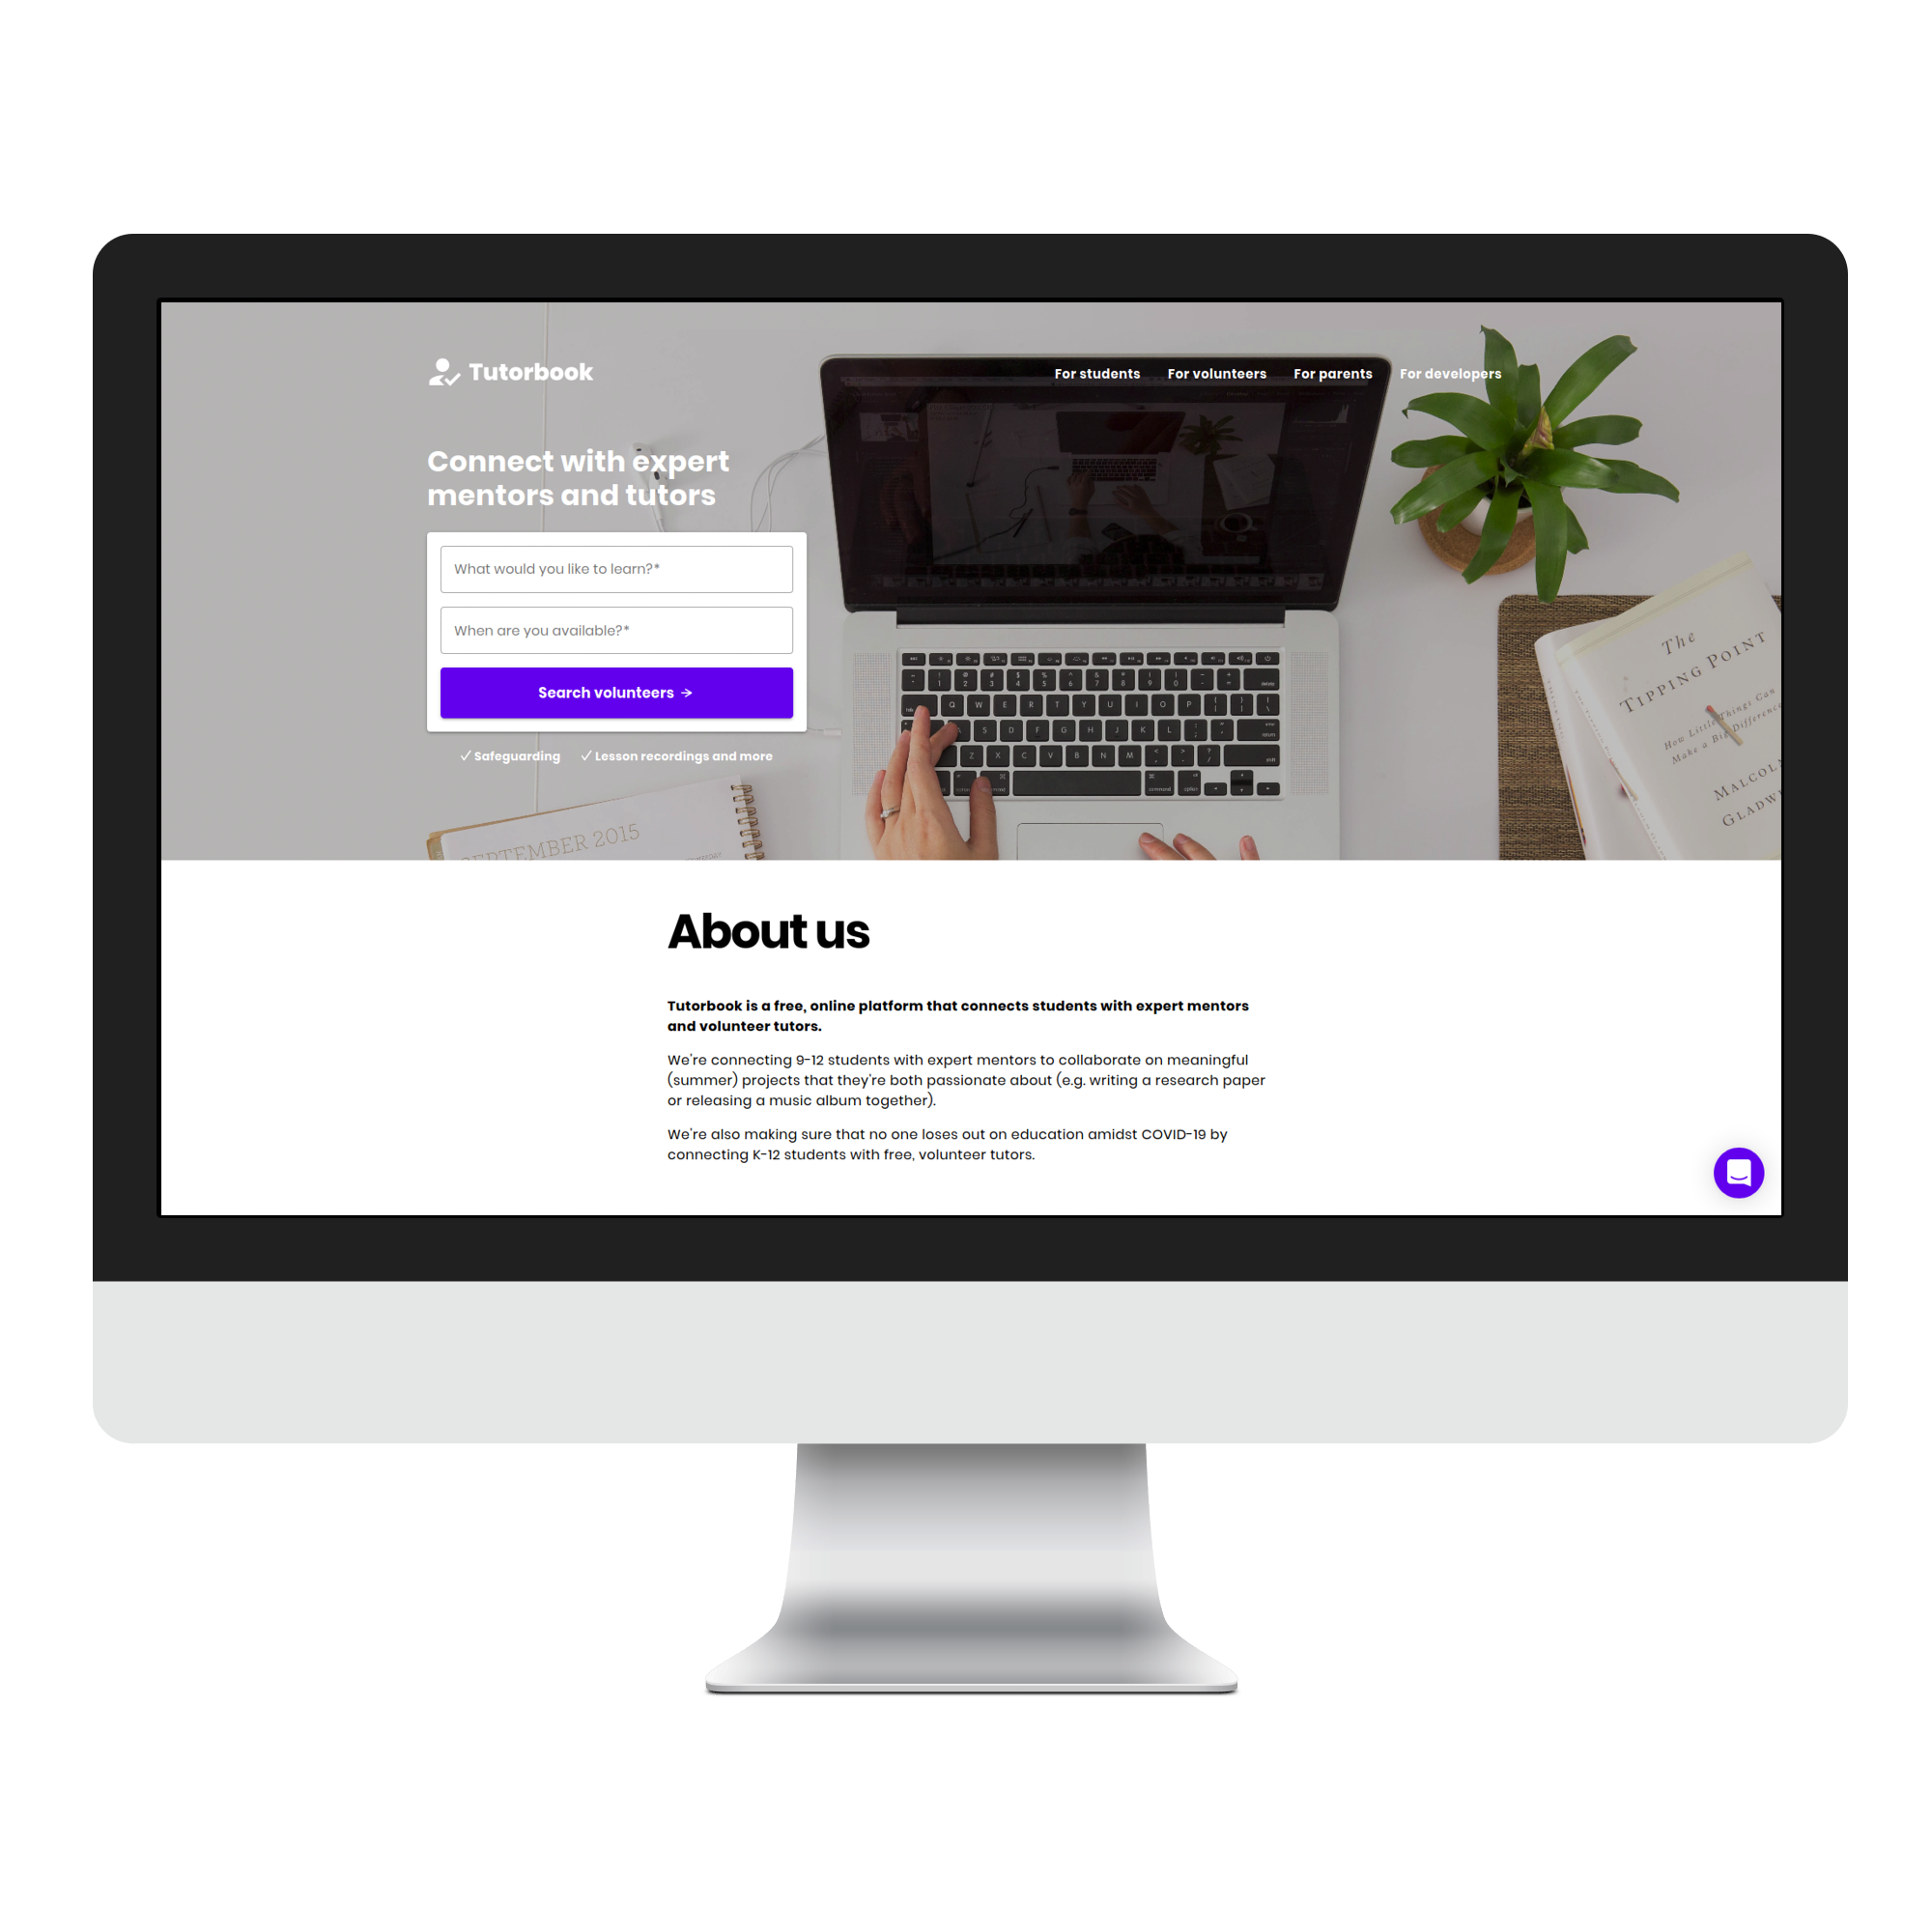 Tutorbook
For students
For volunteers
For parents
For developers
Connect with expert
mentors and tutors
What would you like to learn?*
When are you available?*
Search volunteers →
✓ Safeguarding
✓ Lesson recordings and more
SEPTEMBER 2015
The
TIPPING POINT
How Little Things Can
Make a Big Difference
About us
Tutorbook is a free, online platform that connects students with expert mentors
and volunteer tutors.
We're connecting 9-12 students with expert mentors to collaborate on meaningful
(summer) projects that they're both passionate about (e.g. writing a research paper
or releasing a music album together).
We're also making sure that no one loses out on education amidst COVID-19 by
connecting K-12 students with free, volunteer tutors.